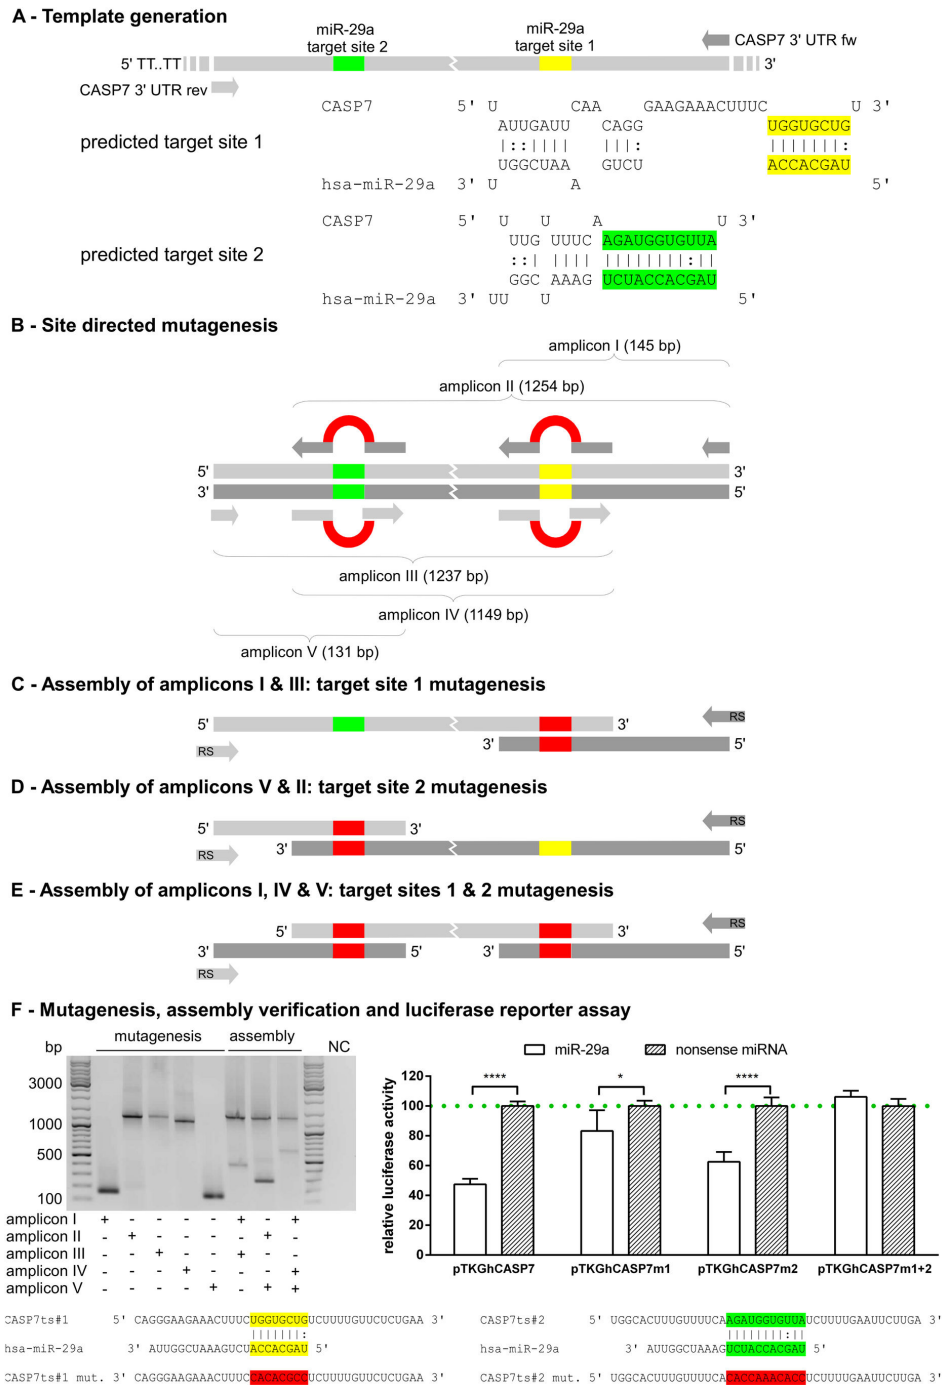 A - Template generation
miR-29a target site 2
miR-29a target site 1
CASP7 3' UTR fw
5' TT..TT
3'
CASP7 3' UTR rev
predicted target site 1
CASP7 5' U CAA GAAGAAACUUUC U 3'
AUUGAUU CAGG UGGUGCUG
|::|||| |||: |||||||:
UGGCUAA GUCU ACCACGAU
hsa-miR-29a 3' U A 5'
predicted target site 2
CASP7 5' U U A U 3'
UUG UUUC AGAUGGUGUUA
::| |||| ||||||||:||
GGC AAAG UCUACCACGAU
hsa-miR-29a 3' UU U 5'
B - Site directed mutagenesis
amplicon I (145 bp)
amplicon II (1254 bp)
5' 3'
3' 5'
amplicon III (1237 bp)
amplicon IV (1149 bp)
amplicon V (131 bp)
C - Assembly of amplicons I & III: target site 1 mutagenesis
RS
5' 3'
3' 5'
RS
D - Assembly of amplicons V & II: target site 2 mutagenesis
RS
5' 3'
3' 5'
RS
E - Assembly of amplicons I, IV & V: target sites 1 & 2 mutagenesis
RS
5' 3'
3' 5' 3' 5'
RS
F - Mutagenesis, assembly verification and luciferase reporter assay
mutagenesis assembly
bp NC
3000
1000
500
100
amplicon I + - - - - + - +
amplicon II - + - - - - + -
amplicon III - - + - - + - -
amplicon IV - - - + - - - +
amplicon V - - - - + - + +
miR-29a nonsense miRNA
relative luciferase activity
120
100
80
60
40
20
0
**** * ****
pTKGhCASP7 pTKGhCASP7m1 pTKGhCASP7m2 pTKGhCASP7m1+2
CASP7ts#1 5' CAGGGAAGAAACUUUCUGGUGCUGUCUUUUGUUCUCUGAA 3'
|||||||:
hsa-miR-29a 3' AUUGGCUAAAGUCUACCACGAU 5'
CASP7ts#1 mut. 3' CAGGGAAGAAACUUUCCACACGCCUCUUUUGUUCUCUGAA 3'
CASP7ts#2 5' UGGCACUUUGUUUUCAAGAUGGUGUUAUCUUUUGAAUUCUUGA 3'
||||||||:||
hsa-miR-29a 3' AUUGGCUAAAGUCUACCACGAU 5'
CASP7ts#2 mut. 5' UGGCACUUUGUUUUCACACCAAACACCUCUUUUGAAUUCUUGAU 3'